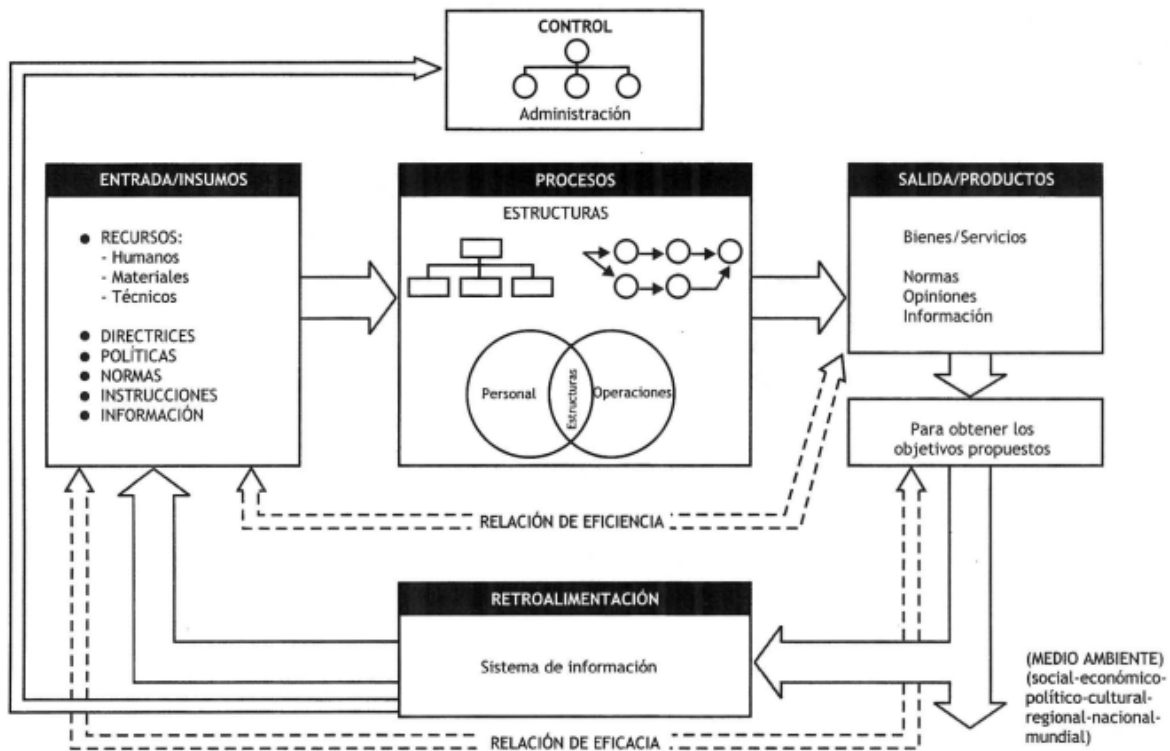 CONTROL
Administración
ENTRADA/INSUMOS
● RECURSOS:
- Humanos
- Materiales
- Técnicos
● DIRECTRICES
● POLÍTICAS
● NORMAS
● INSTRUCCIONES
● INFORMACIÓN
PROCESOS
ESTRUCTURAS
Personal
Estructuras
Operaciones
SALIDA/PRODUCTOS
Bienes/Servicios
Normas
Opiniones
Información
Para obtener los
objetivos propuestos
RELACIÓN DE EFICIENCIA
RETROALIMENTACIÓN
Sistema de información
(MEDIO AMBIENTE)
(social-económico-
político-cultural-
regional-nacional-
mundial)
RELACIÓN DE EFICACIA